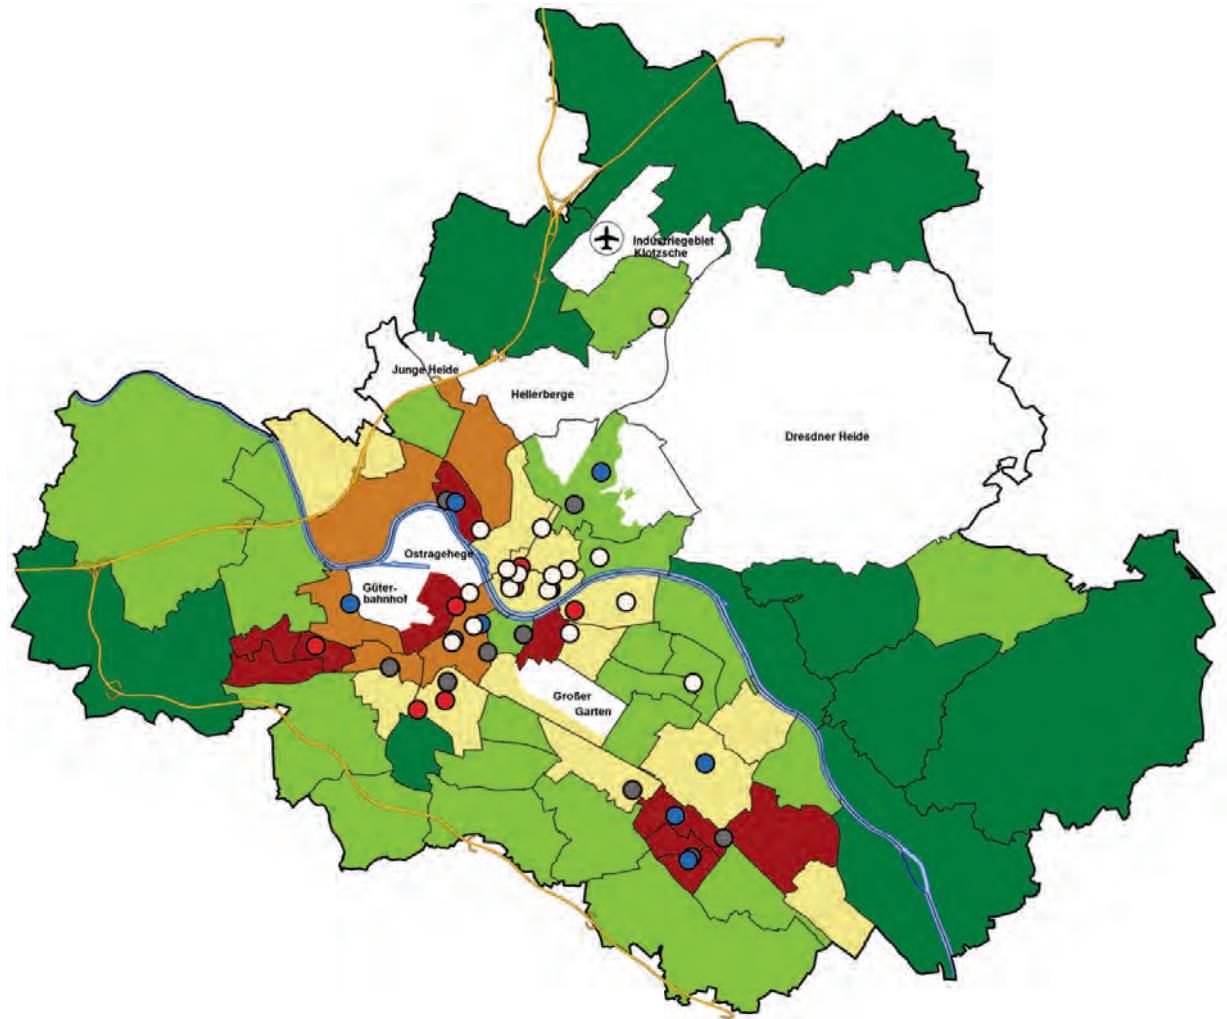 Industriegebiet
Klotzsche
Junge Heide
Hellerberge
Dresdner Heide
Ostragehege
Güter-
bahnhof
Großer
Garten